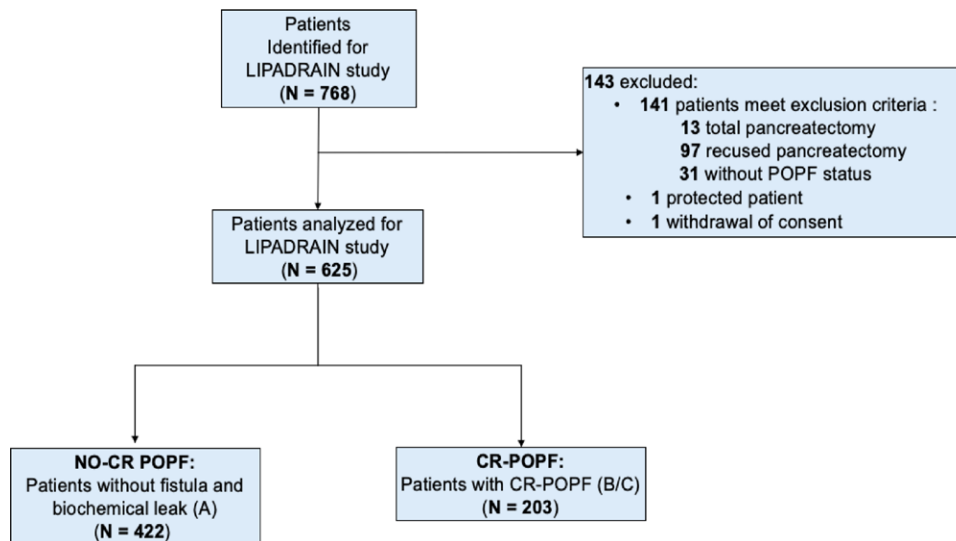 Patients
Identified for
LIPADRAIN study
(N = 768)
143 excluded:
• 141 patients meet exclusion criteria :
13 total pancreatectomy
97 recused pancreatectomy
31 without POPF status
• 1 protected patient
• 1 withdrawal of consent
Patients analyzed for
LIPADRAIN study
(N = 625)
NO-CR POPF:
Patients without fistula and
biochemical leak (A)
(N = 422)
CR-POPF:
Patients with CR-POPF (B/C)
(N = 203)